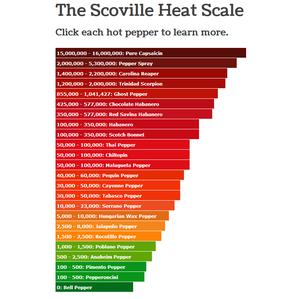 The Scoville Heat Scale
Click each hot pepper to learn more.
15,000,000 - 16,000,000: Pure Capsaicin
2,000,000 - 5,300,000: Pepper Spray
1,400,000 - 2,200,000: Carolina Reaper
1,200,000 - 2,000,000: Trinidad Scorpion
855,000 - 1,041,427: Ghost Pepper
425,000 - 577,000: Chocolate Habanero
350,000 - 577,000: Red Savina Habanero
100,000 - 350,000: Habanero
100,000 - 350,000: Scotch Bonnet
50,000 - 100,000: Thai Pepper
50,000 - 100,000: Chiltepin
50,000 - 100,000: Malagueta Pepper
40,000 - 60,000: Pequin Pepper
30,000 - 50,000: Cayenne Pepper
30,000 - 50,000: Tabasco Pepper
10,000 - 23,000: Serrano Pepper
5,000 - 10,000: Hungarian Wax Pepper
2,500 - 8,000: Jalapeño Pepper
1,500 - 2,500: Rocotillo Pepper
1,000 - 1,500: Poblano Pepper
500 - 2,500: Anaheim Pepper
100 - 500: Pimento Pepper
100 - 500: Pepperoncini
0: Bell Pepper